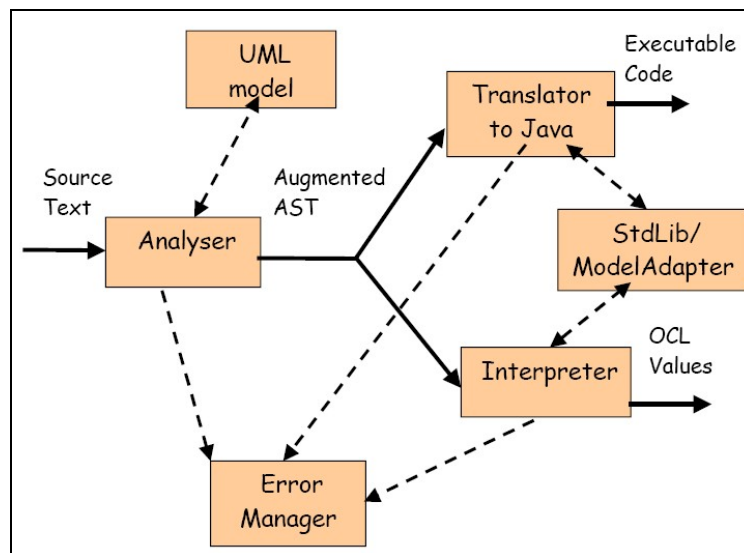 UML
model
Executable
Code
Translator
to Java
Source
Text
Augmented
AST
Analyser
StdLib/
ModelAdapter
Interpreter
OCL
Values
Error
Manager